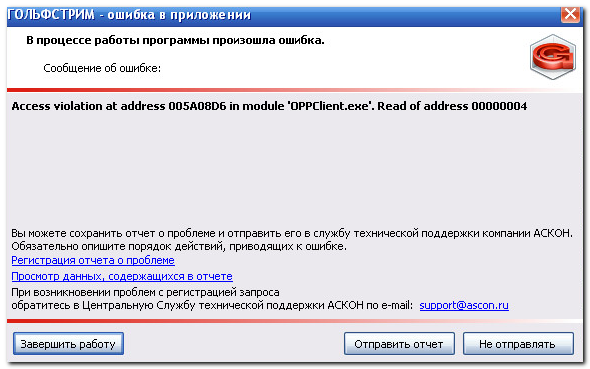 ГОЛЬФСТРИМ - ошибка в приложении
В процессе работы программы произошла ошибка.
Сообщение об ошибке:
Access violation at address 005A08D6 in module 'OPPClient.exe'. Read of address 00000004
Вы можете сохранить отчет о проблеме и отправить его в службу технической поддержки компании АСКОН.
Обязательно опишите порядок действий, приводящих к ошибке.
Регистрация отчета о проблеме
Просмотр данных, содержащихся в отчете
При возникновении проблем с регистрацией запроса
обратитесь в Центральную Службу технической поддержки АСКОН по e-mail: support@ascon.ru
Завершить работу
Отправить отчет
Не отправлять